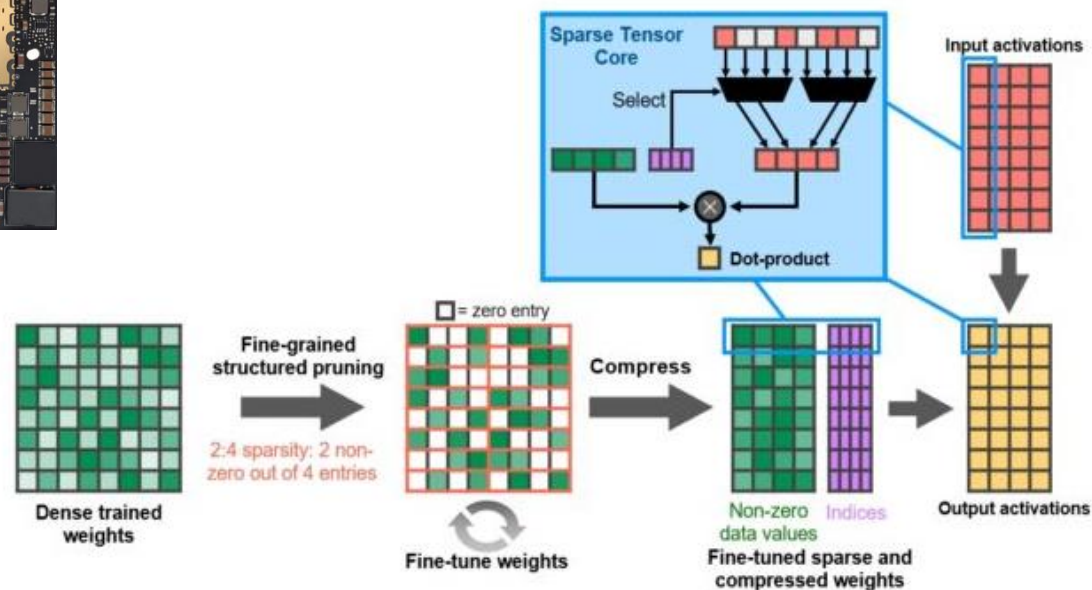 Sparse Tensor
Core
Select
Dot-product
Input activations
= zero entry
Fine-grained
structured pruning
2:4 sparsity: 2 non-
zero out of 4 entries
Compress
Dense trained
weights
Fine-tune weights
Non-zero
data values
Indices
Fine-tuned sparse and
compressed weights
Output activations